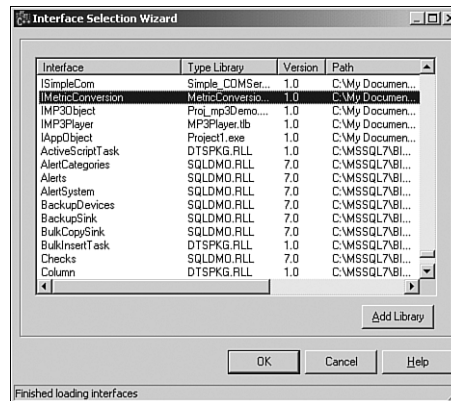 Interface Selection Wizard
Interface Type Library Version Path
ISimpleCom Simple_COMSer... 1.0 C:\My Documen...
IMetricConversion MetricConversio... 1.0 C:\My Documen...
IMP3Object Proj_mp3Demo.... 1.0 C:\My Documen...
IMP3Player MP3Player.tlb 1.0 C:\My Documen...
IAppObject Project1.exe 1.0 C:\My Documen...
ActiveScriptTask DTSPKG.RLL 1.0 C:\MSSQL7\BI...
AlertCategories SQLDMO.RLL 7.0 C:\MSSQL7\BI...
Alerts SQLDMO.RLL 7.0 C:\MSSQL7\BI...
AlertSystem SQLDMO.RLL 7.0 C:\MSSQL7\BI...
BackupDevices SQLDMO.RLL 7.0 C:\MSSQL7\BI...
BackupSink SQLDMO.RLL 7.0 C:\MSSQL7\BI...
BulkCopySink SQLDMO.RLL 7.0 C:\MSSQL7\BI...
BulkInsertTask DTSPKG.RLL 1.0 C:\MSSQL7\BI...
Checks SQLDMO.RLL 7.0 C:\MSSQL7\BI...
Column DTSPKG.RLL 1.0 C:\MSSQL7\BI...
Add Library
OK Cancel Help
Finished loading interfaces